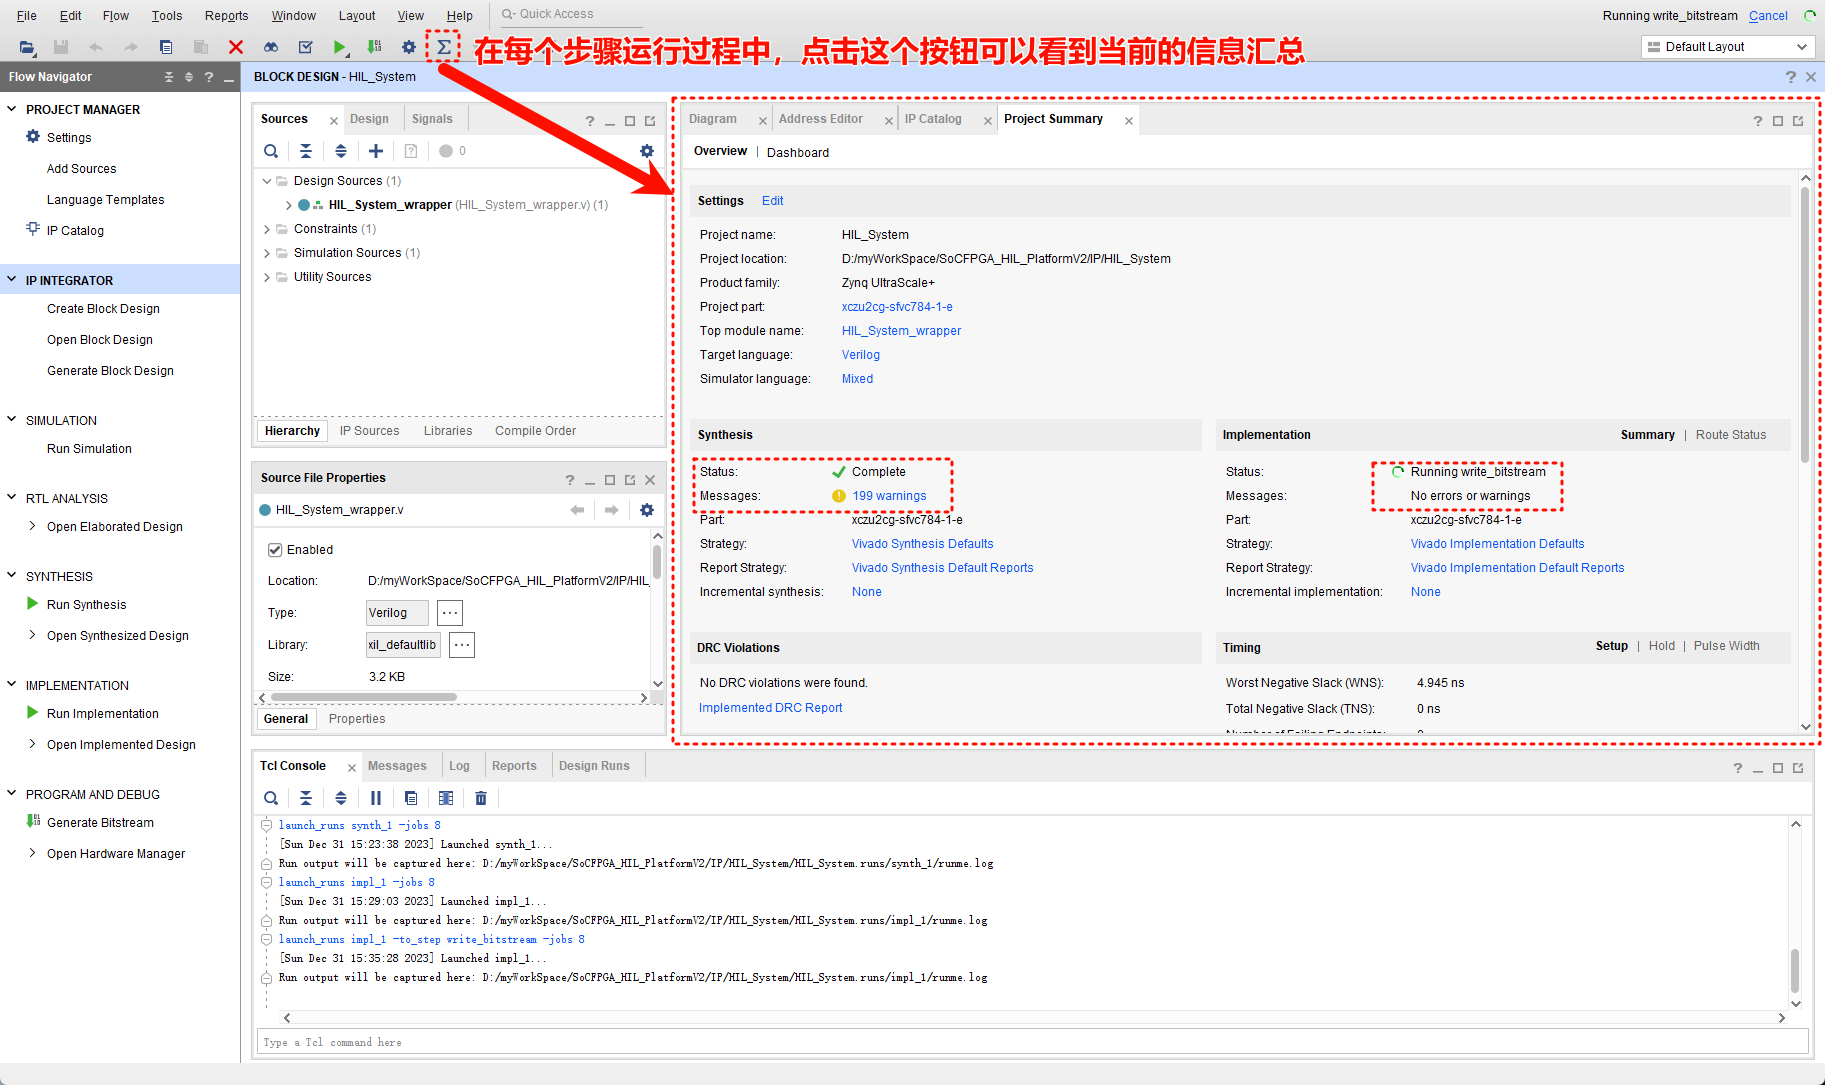 File Edit Flow Tools Reports Window Layout View Help Quick Access Running write_bitstream Cancel
在每个步骤运行过程中，点击这个按钮可以看到当前的信息汇总
Default Layout
Flow Navigator
BLOCK DESIGN - HIL_System
PROJECT MANAGER
Settings
Add Sources
Language Templates
IP Catalog
IP INTEGRATOR
Create Block Design
Open Block Design
Generate Block Design
SIMULATION
Run Simulation
RTL ANALYSIS
Open Elaborated Design
SYNTHESIS
Run Synthesis
Open Synthesized Design
IMPLEMENTATION
Run Implementation
Open Implemented Design
PROGRAM AND DEBUG
Generate Bitstream
Open Hardware Manager
Sources Design Signals
0
Design Sources (1)
HIL_System_wrapper (HIL_System_wrapper.v) (1)
Constraints (1)
Simulation Sources (1)
Utility Sources
Hierarchy IP Sources Libraries Compile Order
Source File Properties
HIL_System_wrapper.v
Enabled
Location: D:/myWorkSpace/SoCFPGA_HIL_PlatformV2/IP/HIL_
Type: Verilog
Library: xil_defaultlib
Size: 3.2 KB
General Properties
Diagram Address Editor IP Catalog Project Summary
Overview | Dashboard
Settings Edit
Project name: HIL_System
Project location: D:/myWorkSpace/SoCFPGA_HIL_PlatformV2/IP/HIL_System
Product family: Zynq UltraScale+
Project part: xczu2cg-sfvc784-1-e
Top module name: HIL_System_wrapper
Target language: Verilog
Simulator language: Mixed
Synthesis
Status: Complete
Messages: 199 warnings
Part: xczu2cg-sfvc784-1-e
Strategy: Vivado Synthesis Defaults
Report Strategy: Vivado Synthesis Default Reports
Incremental synthesis: None
Implementation Summary | Route Status
Status: Running write_bitstream
Messages: No errors or warnings
Part: xczu2cg-sfvc784-1-e
Strategy: Vivado Implementation Defaults
Report Strategy: Vivado Implementation Default Reports
Incremental implementation: None
DRC Violations
No DRC violations were found.
Implemented DRC Report
Timing Setup | Hold | Pulse Width
Worst Negative Slack (WNS): 4.945 ns
Total Negative Slack (TNS): 0 ns
Number of Failing Endpoints: 0
Tcl Console Messages Log Reports Design Runs
launch_runs synth_1 -jobs 8
[Sun Dec 31 15:23:38 2023] Launched synth_1...
Run output will be captured here: D:/myWorkSpace/SoCFPGA_HIL_PlatformV2/IP/HIL_System/HIL_System.runs/synth_1/runme.log
launch_runs impl_1 -jobs 8
[Sun Dec 31 15:29:03 2023] Launched impl_1...
Run output will be captured here: D:/myWorkSpace/SoCFPGA_HIL_PlatformV2/IP/HIL_System/HIL_System.runs/impl_1/runme.log
launch_runs impl_1 -to_step write_bitstream -jobs 8
[Sun Dec 31 15:35:28 2023] Launched impl_1...
Run output will be captured here: D:/myWorkSpace/SoCFPGA_HIL_PlatformV2/IP/HIL_System/HIL_System.runs/impl_1/runme.log
Type a Tcl command here